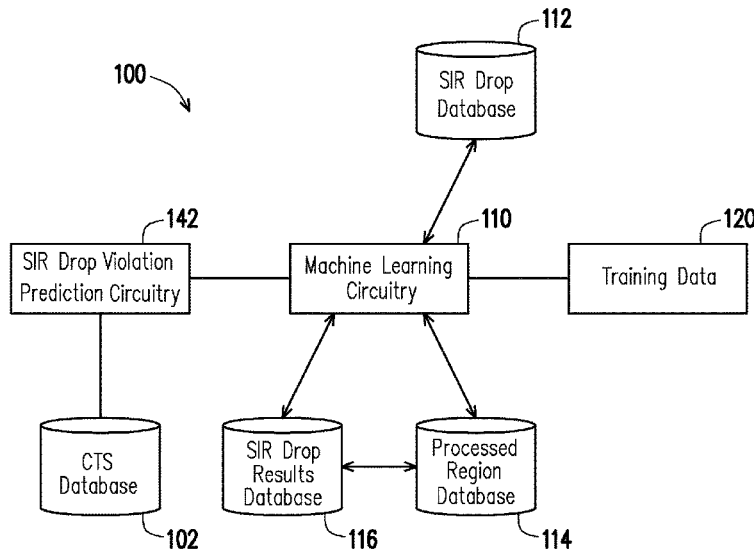 112
SIR Drop
Database
100
142
110
120
SIR Drop Violation
Prediction Circuitry
Machine Learning
Circuitry
Training Data
CTS
Database
SIR Drop
Results
Database
Processed
Region
Database
102
116
114